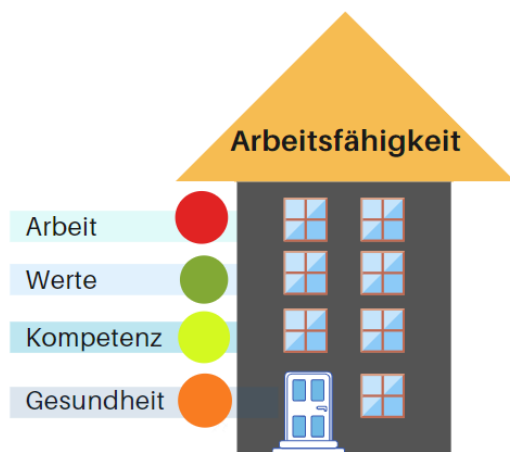 Arbeitsfähigkeit
Arbeit
Werte
Kompetenz
Gesundheit